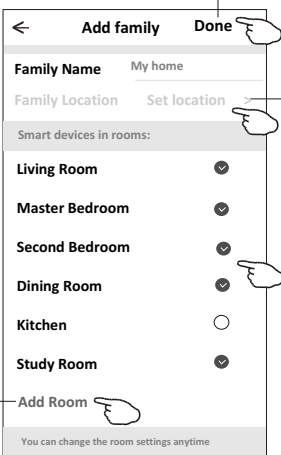 Add family Done
Family Name My home
Family Location Set location >
Smart devices in rooms:
Living Room
Master Bedroom
Second Bedroom
Dining Room
Kitchen
Study Room
Add Room
You can change the room settings anytime